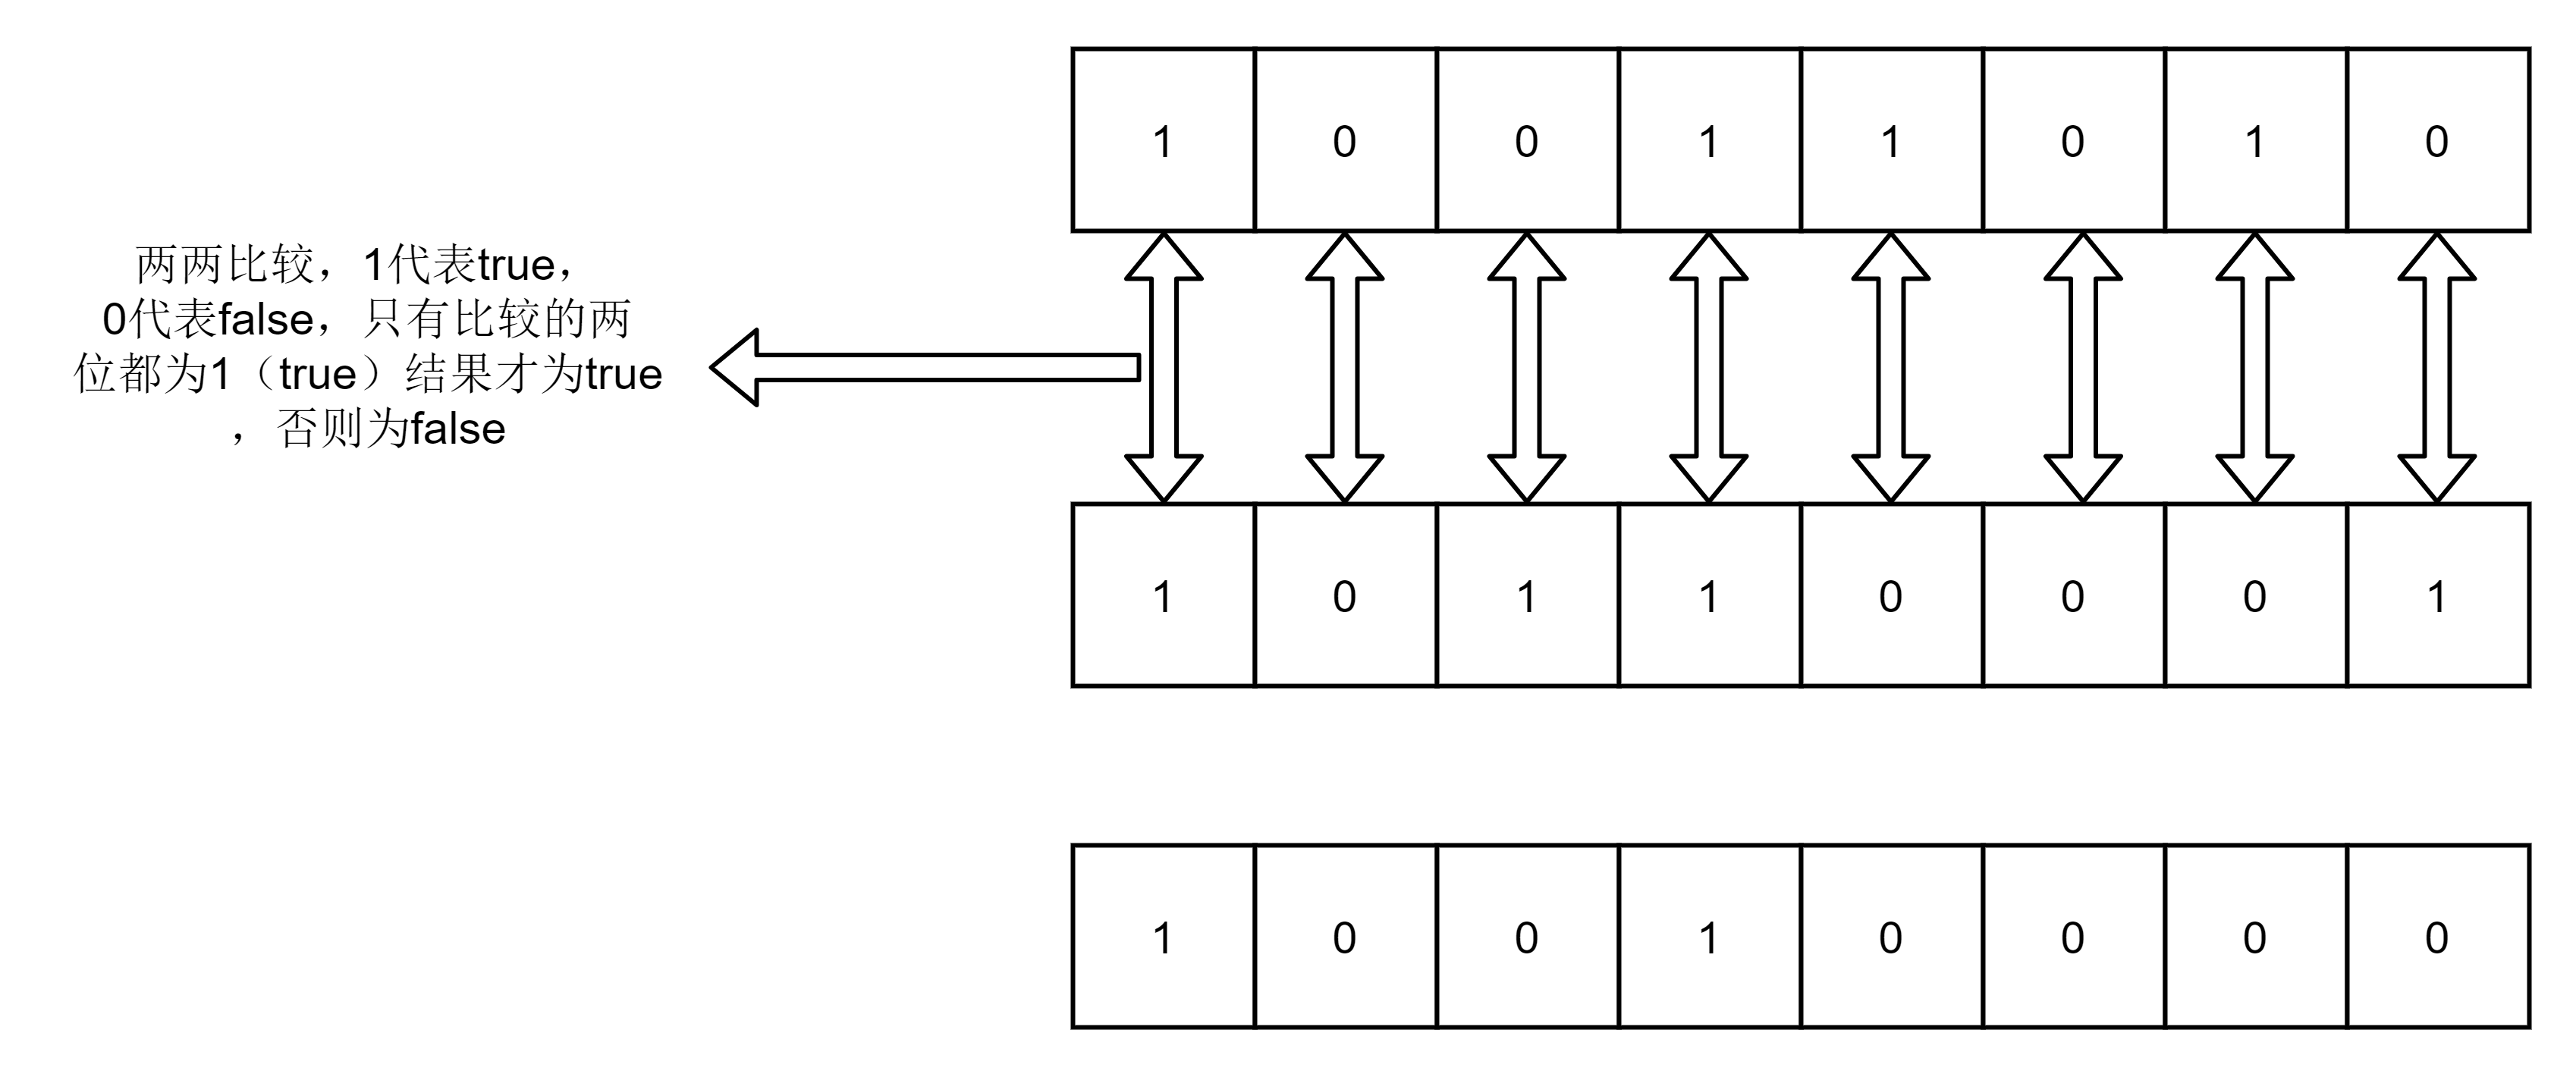 1 0 0 1 1 0 1 0
两两比较，1代表true，
0代表false，只有比较的两
位都为1（true）结果才为true
，否则为false
1 0 1 1 0 0 0 1
1 0 0 1 0 0 0 0